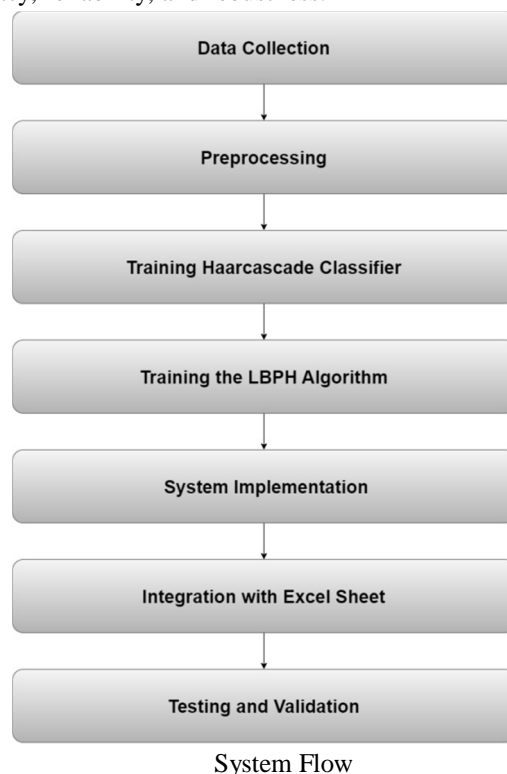 Data Collection
Preprocessing
Training Haarcascade Classifier
Training the LBPH Algorithm
System Implementation
Integration with Excel Sheet
Testing and Validation
System Flow